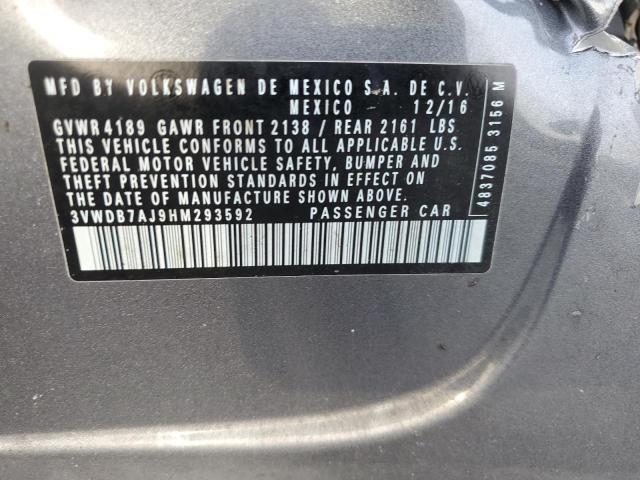 MFD BY VOLKSWAGEN DE MEXICO S.A. DE C.V.
MEXICO 12/16
GVWR 4189 GAWR FRONT 2138 / REAR 2161 LBS
THIS VEHICLE CONFORMS TO ALL APPLICABLE U.S.
FEDERAL MOTOR VEHICLE SAFETY, BUMPER AND
THEFT PREVENTION STANDARDS IN EFFECT ON
THE DATE OF MANUFACTURE SHOWN ABOVE.
3VWDB7AJ9HM293592 PASSENGER CAR
4837085 3156 M